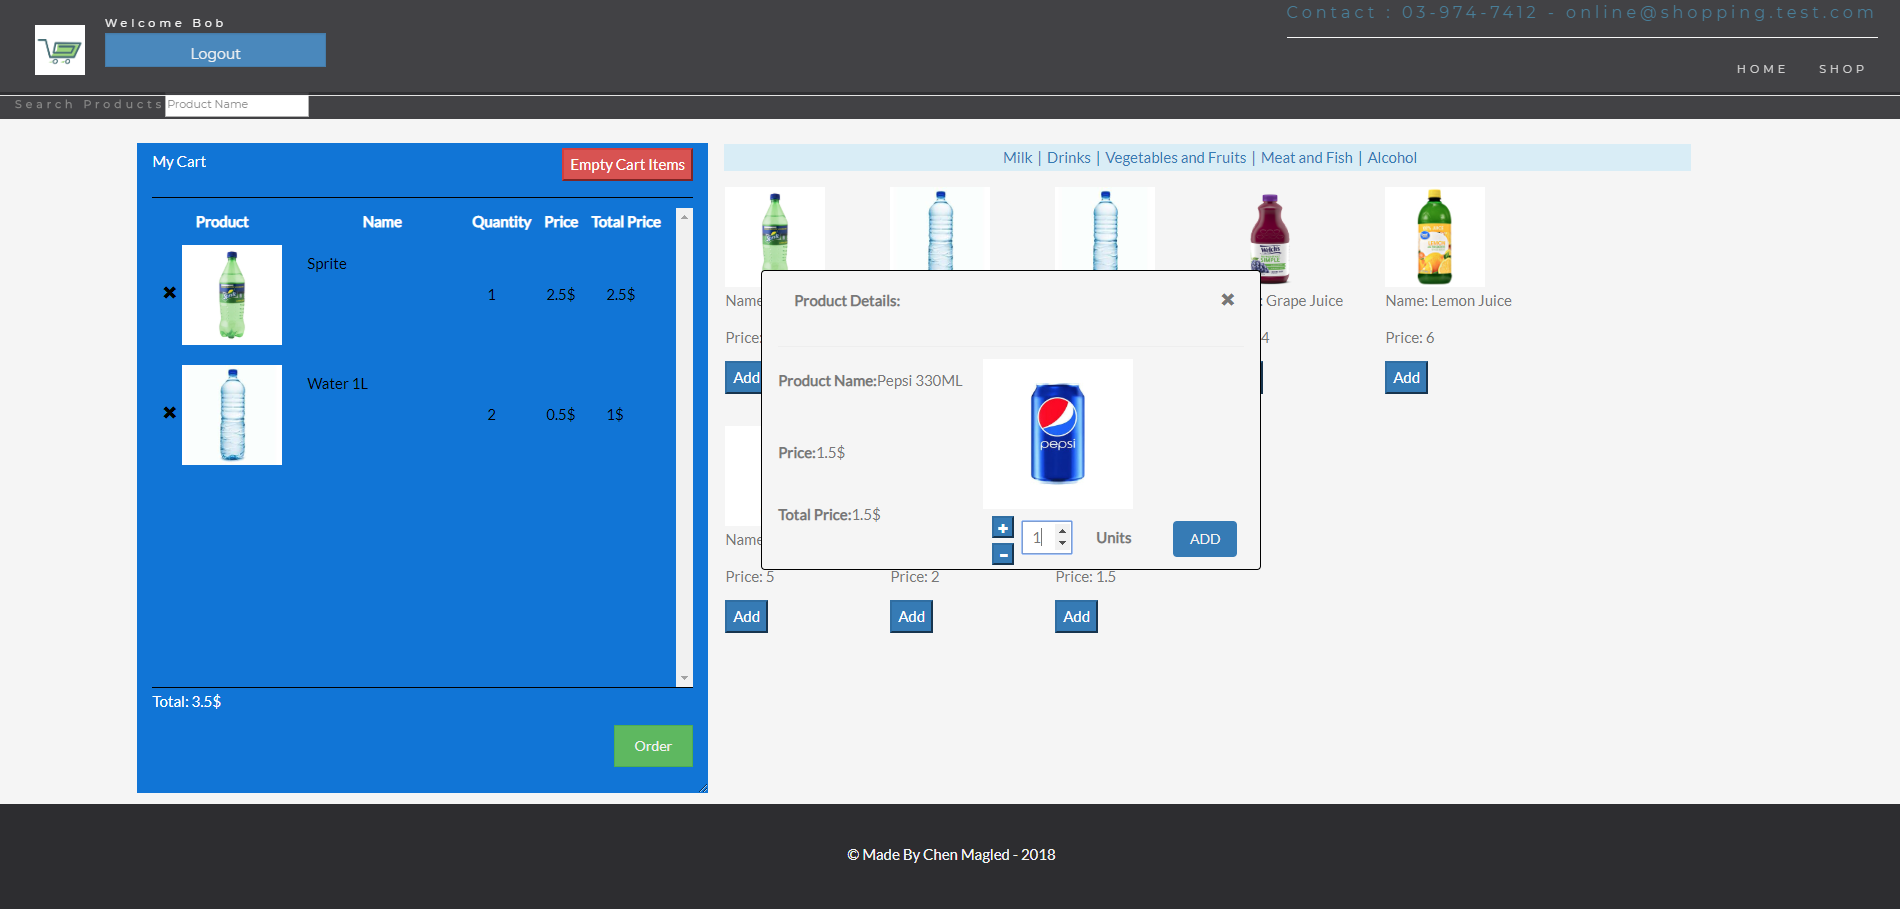 Welcome Bob
Logout
Contact : 03-974-7412 - online@shopping.test.com
HOME SHOP
Search Products Product Name
My Cart Empty Cart Items
Product Name Quantity Price Total Price
Sprite
1 2.5$ 2.5$
Water 1L
2 0.5$ 1$
Total: 3.5$
Order
Milk | Drinks | Vegetables and Fruits | Meat and Fish | Alcohol
Name
: Grape Juice
Name: Lemon Juice
Price:
4
Price: 6
Add
Add
Product Details:
Product Name:Pepsi 330ML
pepsi
Price:1.5$
Total Price:1.5$
1 Units ADD
Name
Price: 5
Price: 2
Price: 1.5
Add
Add
Add
© Made By Chen Magled - 2018